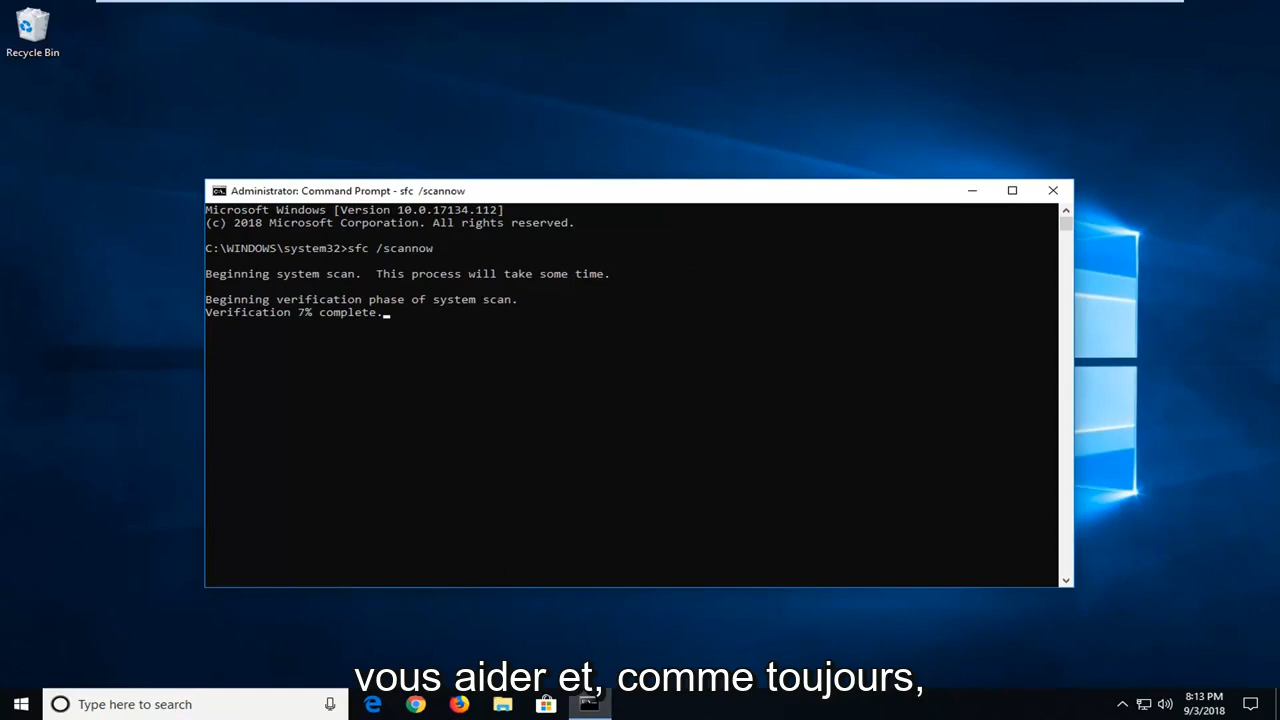 Recycle Bin
Administrator: Command Prompt - sfc /scannow
Microsoft Windows [Version 10.0.17134.112]
(c) 2018 Microsoft Corporation. All rights reserved.
C:\WINDOWS\system32>sfc /scannow
Beginning system scan.  This process will take some time.
Beginning verification phase of system scan.
Verification 7% complete.
vous aider et, comme toujours,
Type here to search
8:13 PM
9/3/2018